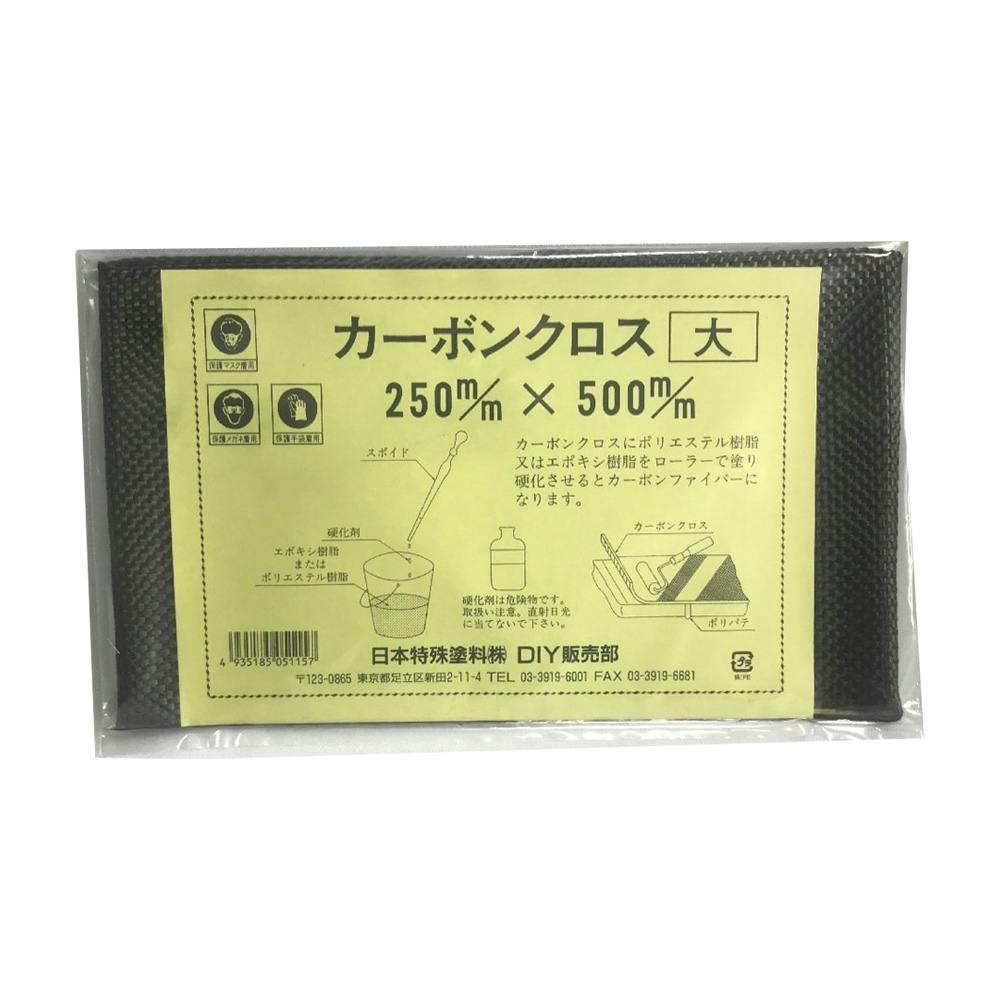 カーボンクロス 大
250m/m × 500m/m
保護マスク着用
保護メガネ着用
保護手袋着用
カーボンクロスにポリエステル樹脂
又はエポキシ樹脂をローラーで塗り
硬化させるとカーボンファイバーに
なります。
スポイド
硬化剤
エポキシ樹脂
または
ポリエステル樹脂
硬化剤は危険物です。
取扱い注意。直射日光
に当てないで下さい。
カーボンクロス
ポリパテ
4 935185 051157
日本特殊塗料㈱ DIY販売部
〒123-0865 東京都足立区新田2-11-4 TEL 03-3919-6001 FAX 03-3919-6681
プラ
袋:PE